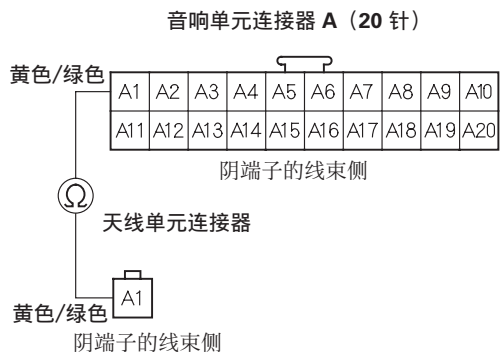 音响单元连接器 A（20 针）
黄色/绿色
A1 A2 A3 A4 A5 A6 A7 A8 A9 A10
A11 A12 A13 A14 A15 A16 A17 A18 A19 A20
阴端子的线束侧
Ω
天线单元连接器
A1
黄色/绿色
阴端子的线束侧